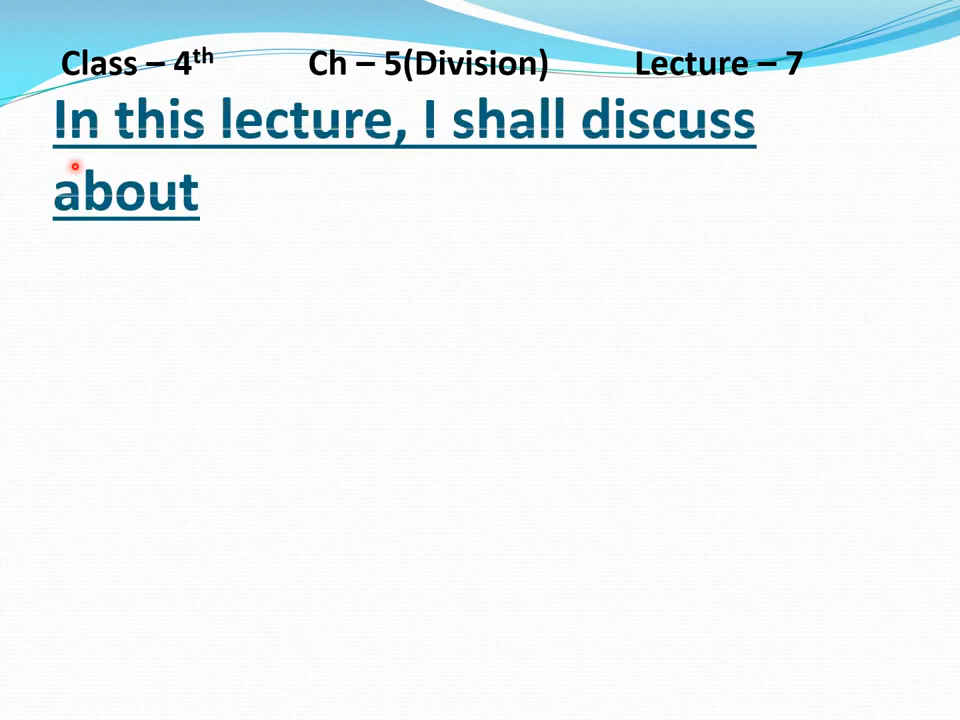 Class – 4th Ch – 5(Division) Lecture – 7
In this lecture, I shall discuss
about